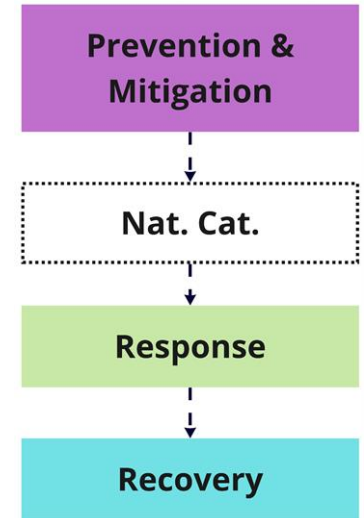 Prevention &
Mitigation
Nat. Cat.
Response
Recovery